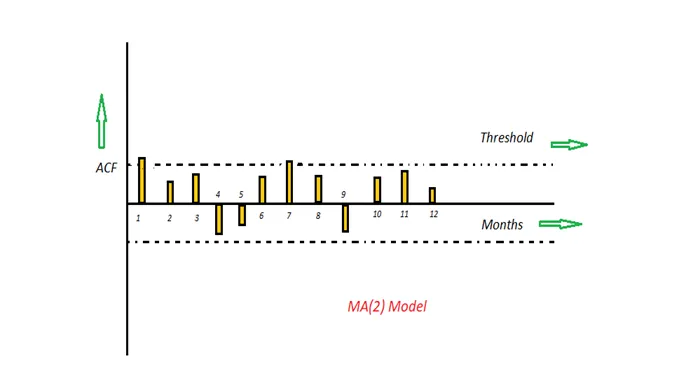 Threshold
ACF
4 5 9
1 2 3 6 7 8 10 11 12
Months
MA(2) Model